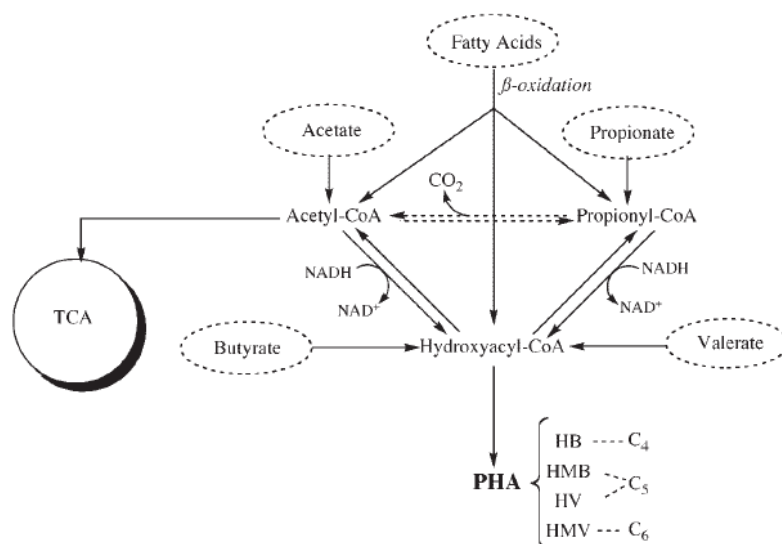 Fatty Acids
β-oxidation
Acetate
Propionate
CO₂
Acetyl-CoA
Propionyl-CoA
NADH
NADH
TCA
NAD⁺
NAD⁺
Butyrate
Hydroxyacyl-CoA
Valerate
HB
C₄
PHA
HMB
C₅
HV
HMV
C₆